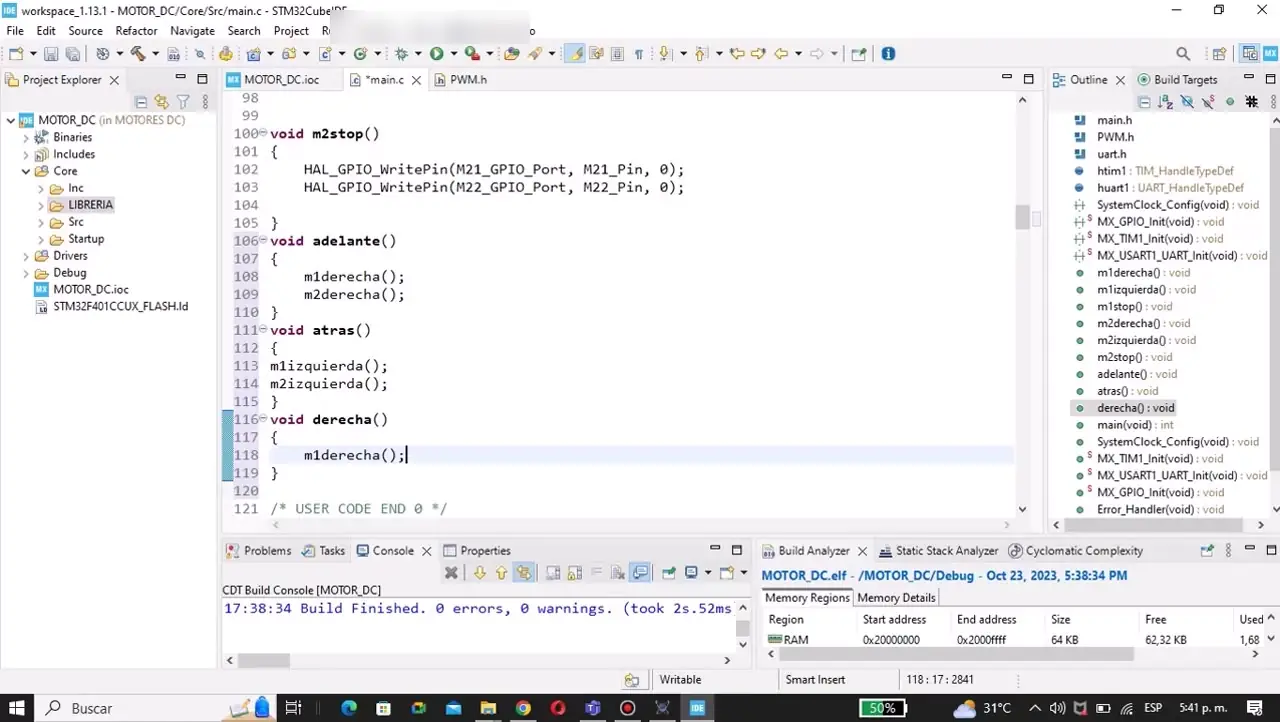 workspace_1.13.1 - MOTOR_DC/Core/Src/main.c - STM32CubeIDE
File Edit Source Refactor Navigate Search Project
MOTOR_DC.ioc *main.c PWM.h
Project Explorer
MOTOR_DC (in MOTORES DC)
Binaries
Includes
Core
Inc
LIBRERIA
Src
Startup
Drivers
Debug
MOTOR_DC.ioc
STM32F401CCUX_FLASH.ld
98
99
100 void m2stop()
101 {
102 HAL_GPIO_WritePin(M21_GPIO_Port, M21_Pin, 0);
103 HAL_GPIO_WritePin(M22_GPIO_Port, M22_Pin, 0);
104
105 }
106 void adelante()
107 {
108 m1derecha();
109 m2derecha();
110 }
111 void atras()
112 {
113 m1izquierda();
114 m2izquierda();
115 }
116 void derecha()
117 {
118 m1derecha();
119 }
120
121 /* USER CODE END 0 */
Outline Build Targets
main.h
PWM.h
uart.h
htim1 : TIM_HandleTypeDef
huart1 : UART_HandleTypeDef
SystemClock_Config(void) : void
MX_GPIO_Init(void) : void
MX_TIM1_Init(void) : void
MX_USART1_UART_Init(void) : void
m1derecha() : void
m1izquierda() : void
m1stop() : void
m2derecha() : void
m2izquierda() : void
m2stop() : void
adelante() : void
atras() : void
derecha() : void
main(void) : int
SystemClock_Config(void) : void
MX_TIM1_Init(void) : void
MX_USART1_UART_Init(void) : void
MX_GPIO_Init(void) : void
Error_Handler(void) : void
Problems Tasks Console Properties
CDT Build Console [MOTOR_DC]
17:38:34 Build Finished. 0 errors, 0 warnings. (took 2s.52ms
Build Analyzer Static Stack Analyzer Cyclomatic Complexity
MOTOR_DC.elf - /MOTOR_DC/Debug - Oct 23, 2023, 5:38:34 PM
Memory Regions Memory Details
Region Start address End address Size Free Used
RAM 0x20000000 0x2000ffff 64 KB 62,32 KB 1,68
Writable Smart Insert 118 : 17 : 2841
Buscar 50% 31°C ESP 5:41 p. m.